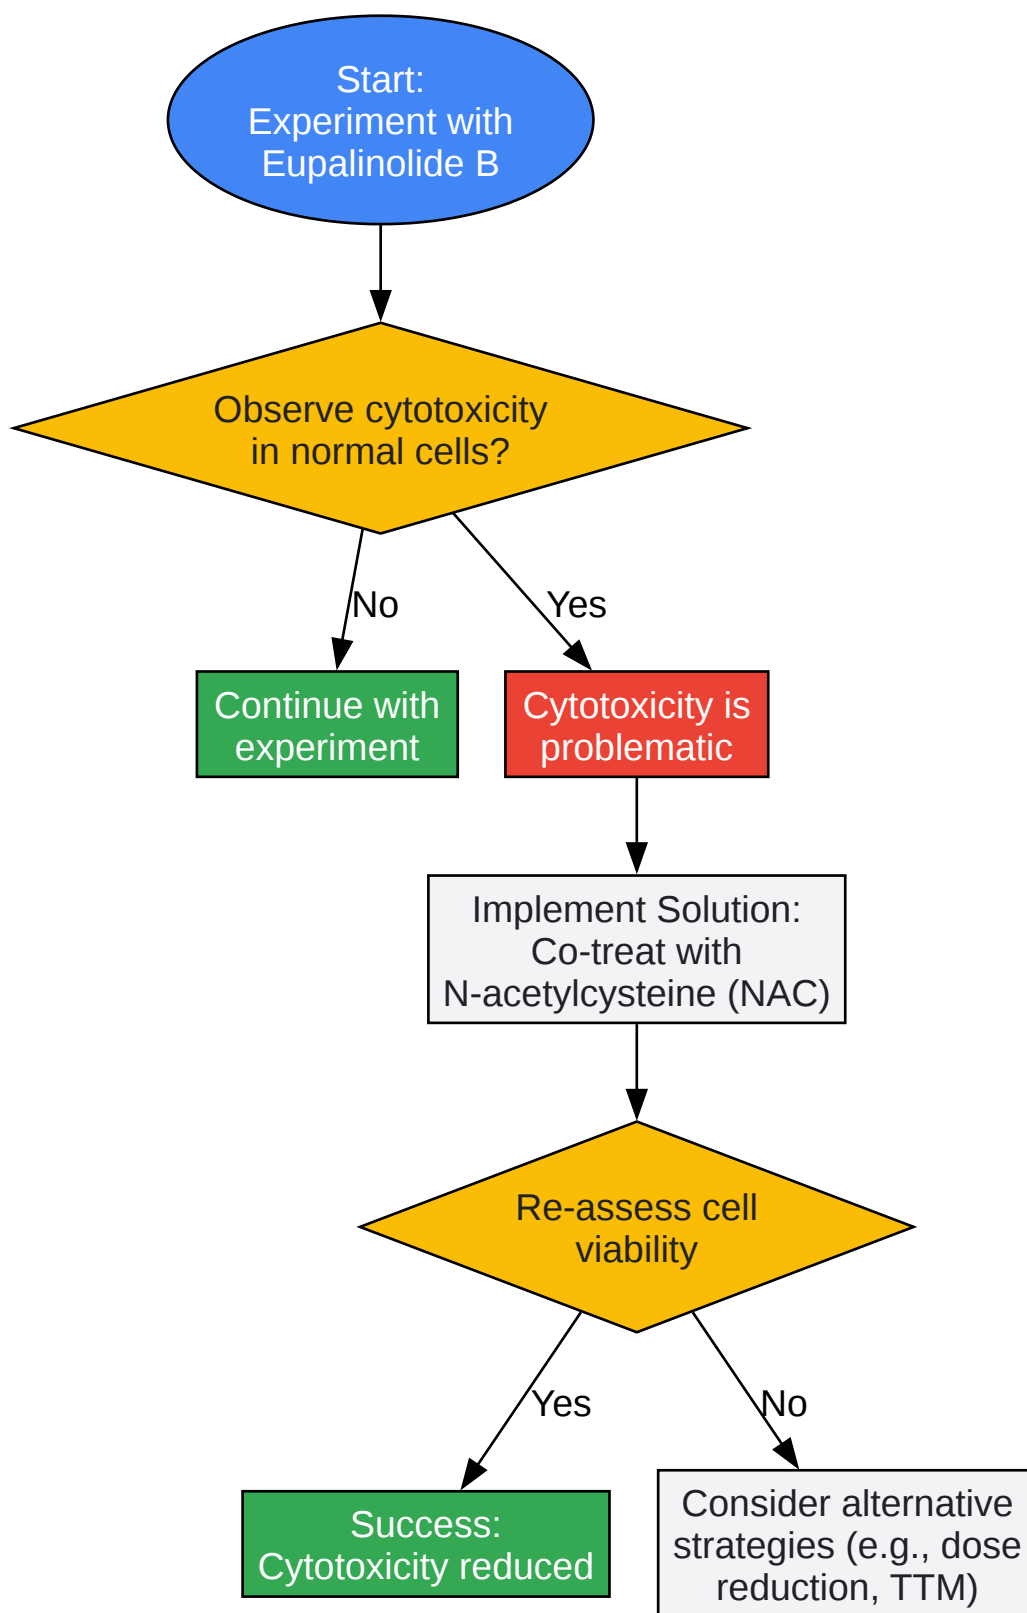 Start:
Experiment with
Eupalinolide B
Observe cytotoxicity
in normal cells?
No
Yes
Continue with
experiment
Cytotoxicity is
problematic
Implement Solution:
Co-treat with
N-acetylcysteine (NAC)
Re-assess cell
viability
Yes
No
Success:
Cytotoxicity reduced
Consider alternative
strategies (e.g., dose
reduction, TTM)